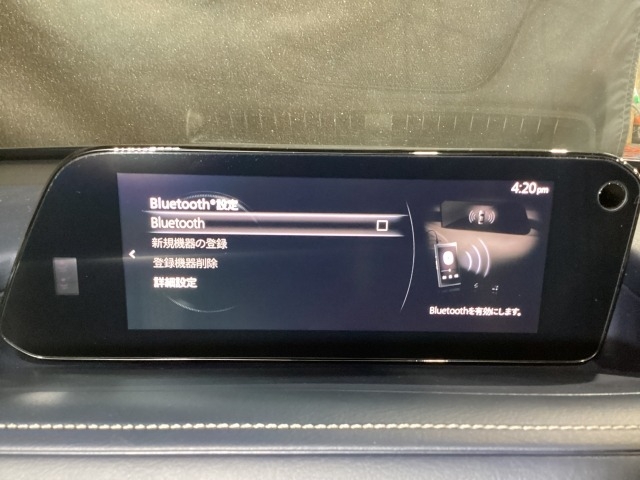 4:20pm
Bluetooth®設定
Bluetooth
新規機器の登録
登録機器削除
詳細設定
Bluetoothを有効にします。